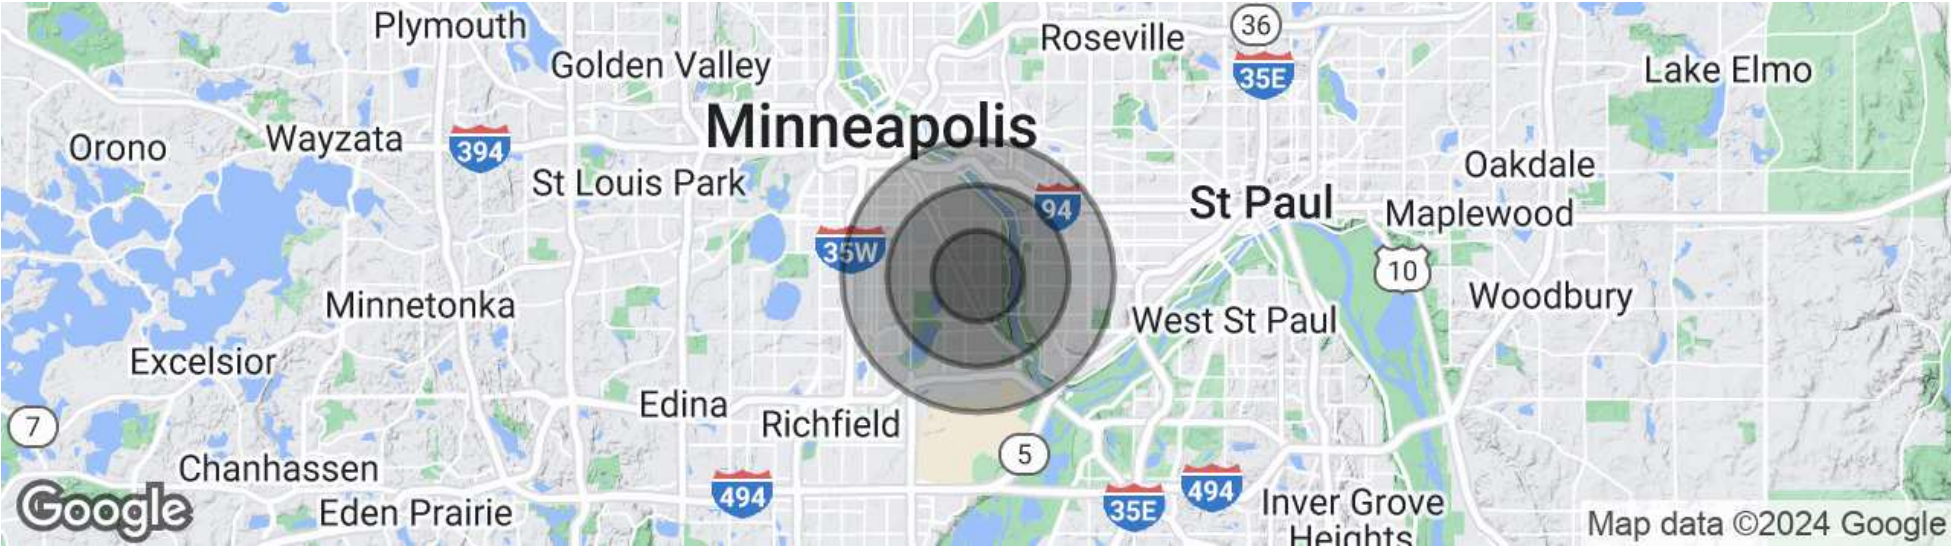 Plymouth
Roseville
36
Golden Valley
35E
Lake Elmo
Minneapolis
Orono
Wayzata
394
St Louis Park
Oakdale
94
St Paul
Maplewood
35W
10
Minnetonka
Woodbury
West St Paul
Excelsior
Edina
Richfield
7
5
Chanhassen
494
494
35E
Google
Eden Prairie
Inver Grove
Heights
Map data ©2024 Google